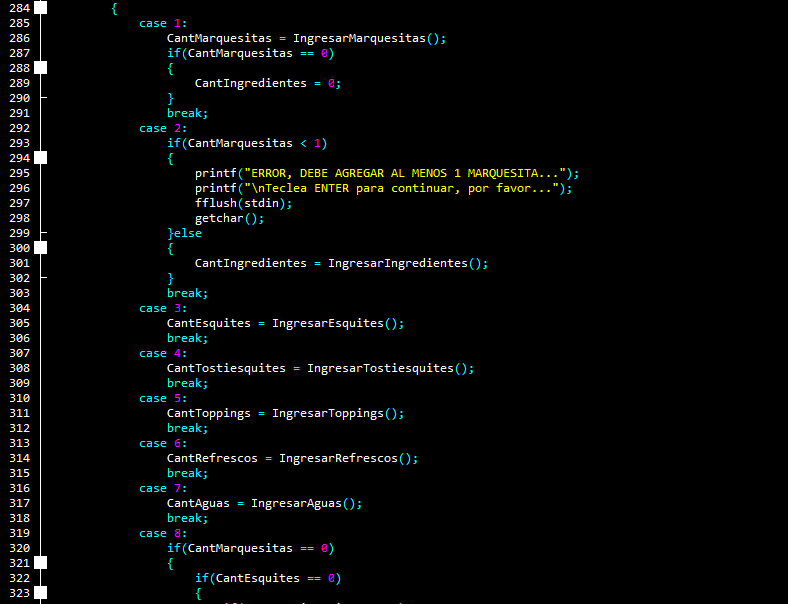 284 {
285 case 1:
286 CantMarquesitas = IngresarMarquesitas();
287 if(CantMarquesitas == 0)
288 {
289 CantIngredientes = 0;
290 }
291 break;
292 case 2:
293 if(CantMarquesitas < 1)
294 {
295 printf("ERROR, DEBE AGREGAR AL MENOS 1 MARQUESITA...");
296 printf("\nTeclea ENTER para continuar, por favor...");
297 fflush(stdin);
298 getchar();
299 }else
300 {
301 CantIngredientes = IngresarIngredientes();
302 }
303 break;
304 case 3:
305 CantEsquites = IngresarEsquites();
306 break;
307 case 4:
308 CantTostiesquites = IngresarTostiesquites();
309 break;
310 case 5:
311 CantToppings = IngresarToppings();
312 break;
313 case 6:
314 CantRefrescos = IngresarRefrescos();
315 break;
316 case 7:
317 CantAguas = IngresarAguas();
318 break;
319 case 8:
320 if(CantMarquesitas == 0)
321 {
322 if(CantEsquites == 0)
323 {